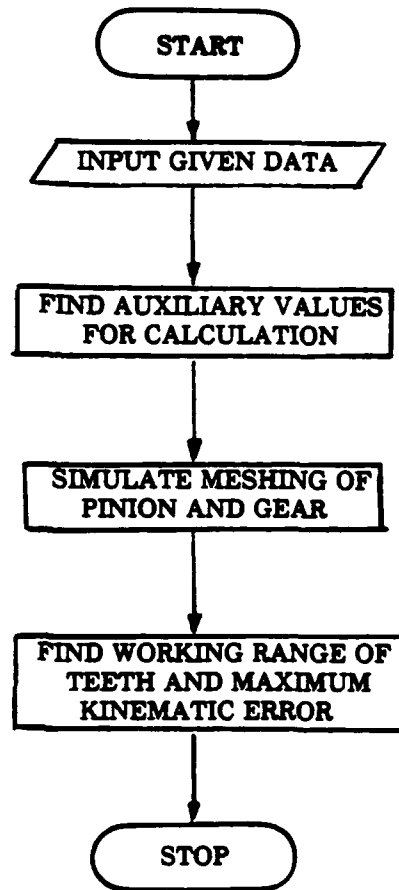 START
INPUT GIVEN DATA
FIND AUXILIARY VALUES
FOR CALCULATION
SIMULATE MESHING OF
PINION AND GEAR
FIND WORKING RANGE OF
TEETH AND MAXIMUM
KINEMATIC ERROR
STOP